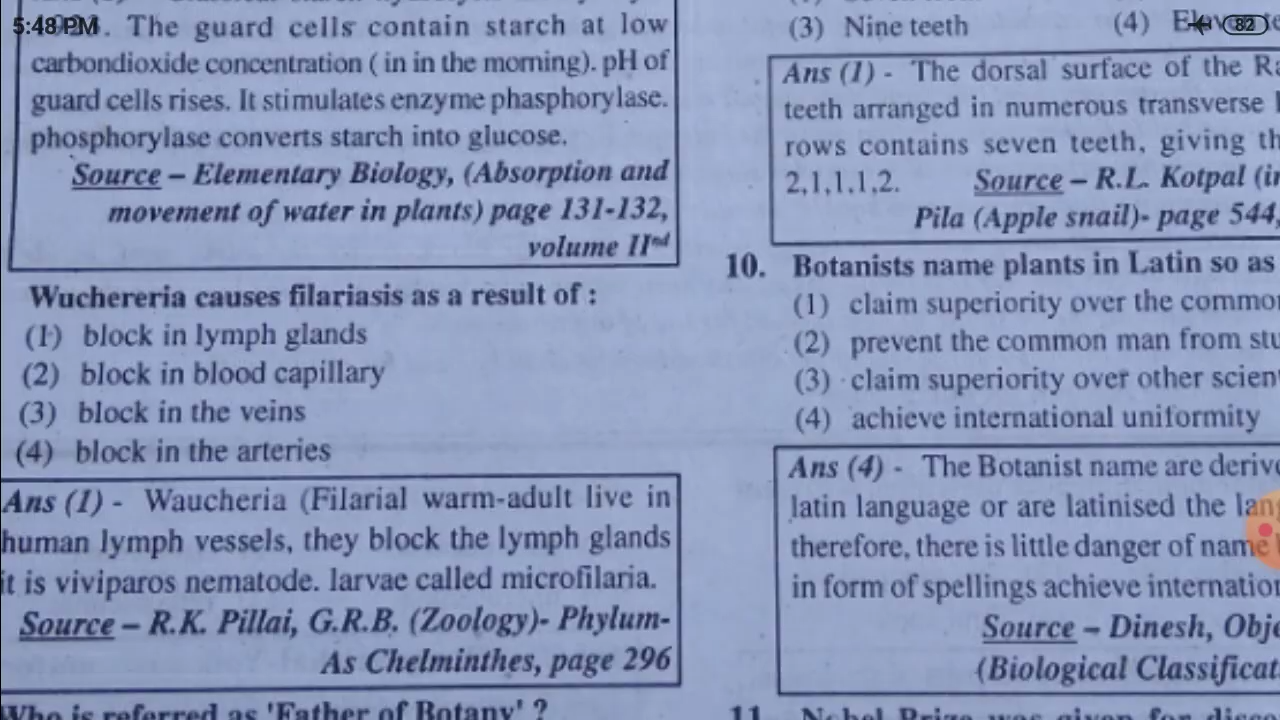 5:48 PM
82
The guard cells contain starch at low
carbondioxide concentration ( in in the morning). pH of
guard cells rises. It stimulates enzyme phasphorylase.
phosphorylase converts starch into glucose.
Source – Elementary Biology, (Absorption and
movement of water in plants) page 131-132,
volume IInd
Wuchereria causes filariasis as a result of :
(1) block in lymph glands
(2) block in blood capillary
(3) block in the veins
(4) block in the arteries
Ans (1) - Waucheria (Filarial warm-adult live in
human lymph vessels, they block the lymph glands
it is viviparos nematode. larvae called microfilaria.
Source – R.K. Pillai, G.R.B. (Zoology)- Phylum-
As Chelminthes, page 296
Who is referred as 'Father of Botany' ?
(3) Nine teeth (4)
Ans (1) - The dorsal surface of the
teeth arranged in numerous transverse
rows contains seven teeth, giving
2,1,1,1,2. Source – R.L. Kotpal
Pila (Apple snail)- page 544,
10. Botanists name plants in Latin so as
(1) claim superiority over the
(2) prevent the common man from
(3) claim superiority over other
(4) achieve international uniformity
Ans (4) - The Botanist name are
latin language or are latinised the
therefore, there is little danger of name
in form of spellings achieve
Source – Dinesh,
(Biological
11. Nobel Prize was given for